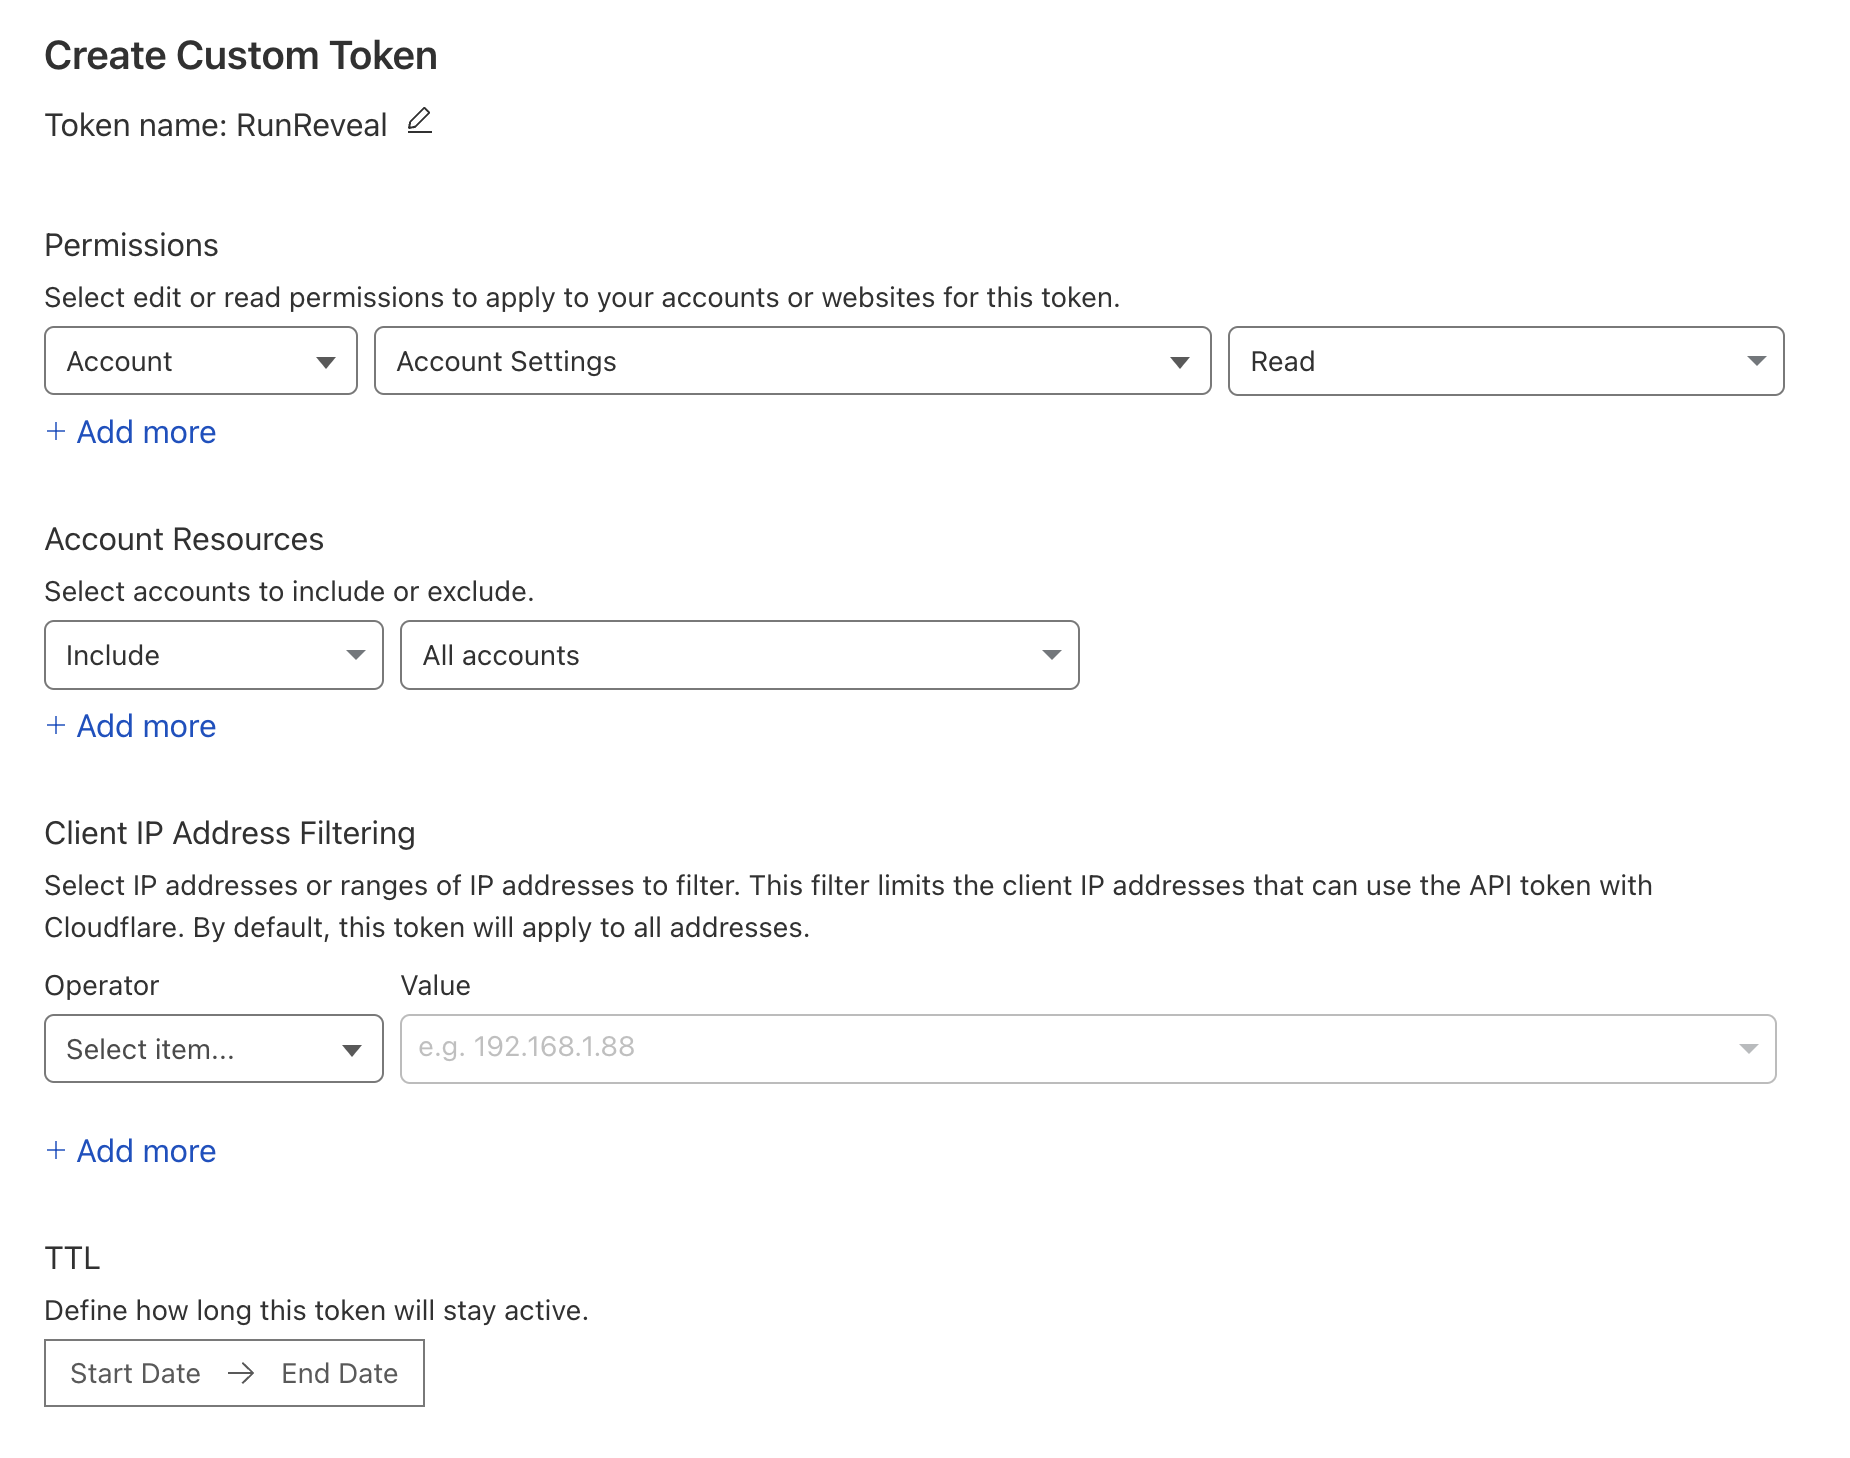 Create Custom Token
Token name: RunReveal
Permissions
Select edit or read permissions to apply to your accounts or websites for this token.
Account
Account Settings
Read
+ Add more
Account Resources
Select accounts to include or exclude.
Include
All accounts
+ Add more
Client IP Address Filtering
Select IP addresses or ranges of IP addresses to filter. This filter limits the client IP addresses that can use the API token with
Cloudflare. By default, this token will apply to all addresses.
Operator
Value
Select item...
e.g. 192.168.1.88
+ Add more
TTL
Define how long this token will stay active.
Start Date → End Date